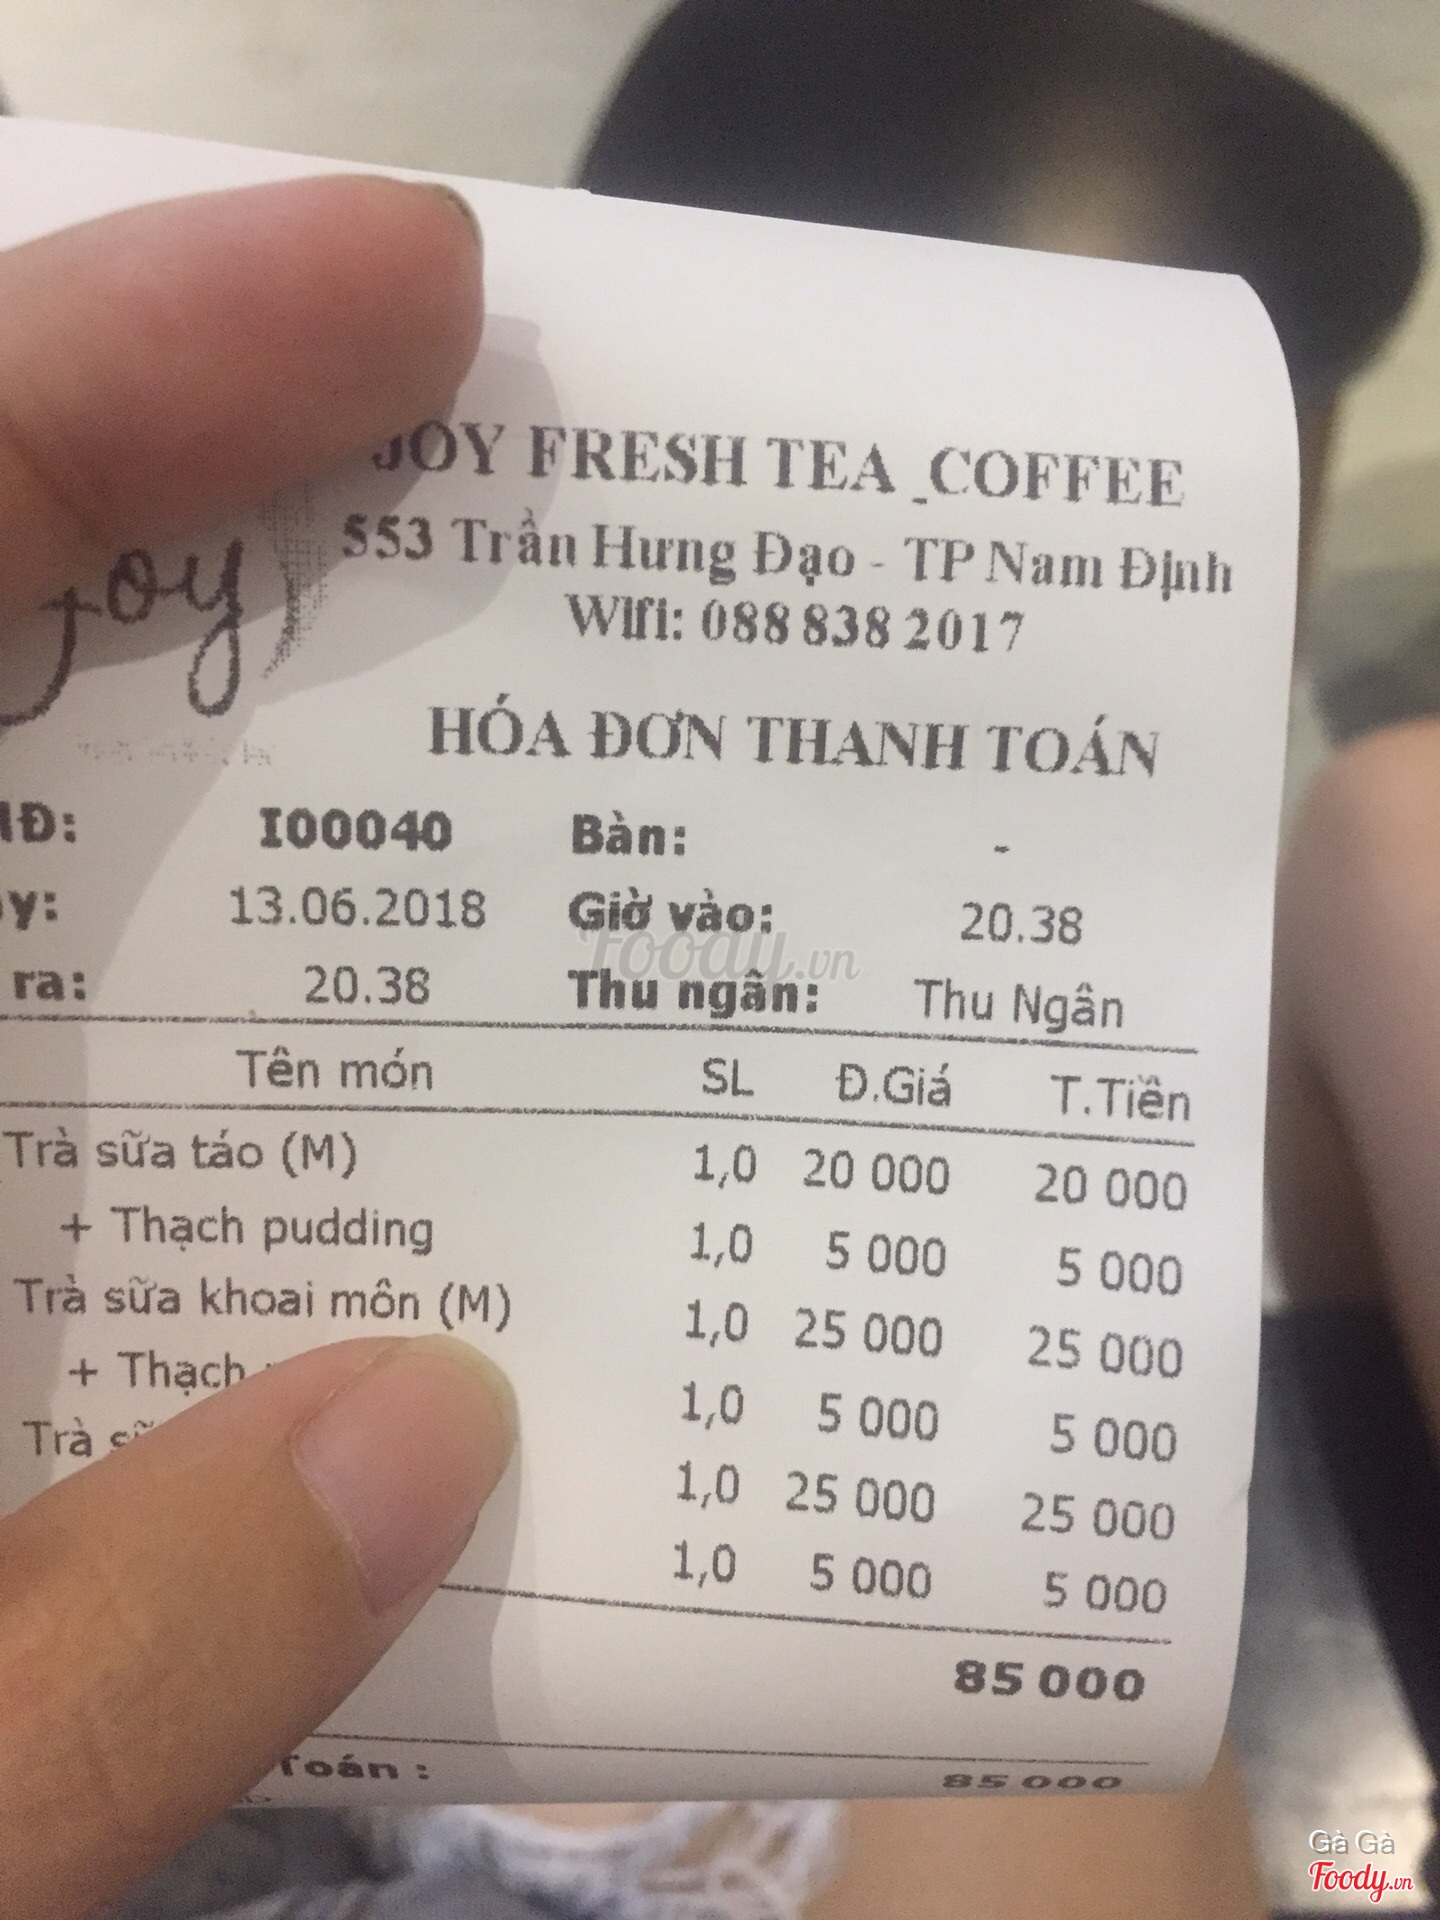 JOY FRESH TEA _COFFEE
553 Trần Hưng Đạo - TP Nam Định
Wifi: 088 838 2017
Joy
HÓA ĐƠN THANH TOÁN
HĐ: I00040 Bàn: -
13.06.2018 Giờ vào: 20.38
ra: 20.38 Thu ngân: Thu Ngân
Foody.vn
Tên món SL Đ.Giá T.Tiền
Trà sữa táo (M) 1,0 20 000 20 000
+ Thạch pudding 1,0 5 000 5 000
Trà sữa khoai môn (M) 1,0 25 000 25 000
+ Thạch 1,0 5 000 5 000
Trà 1,0 25 000 25 000
1,0 5 000 5 000
85 000
Toán : 85 000
Gà Gà
Foody.vn